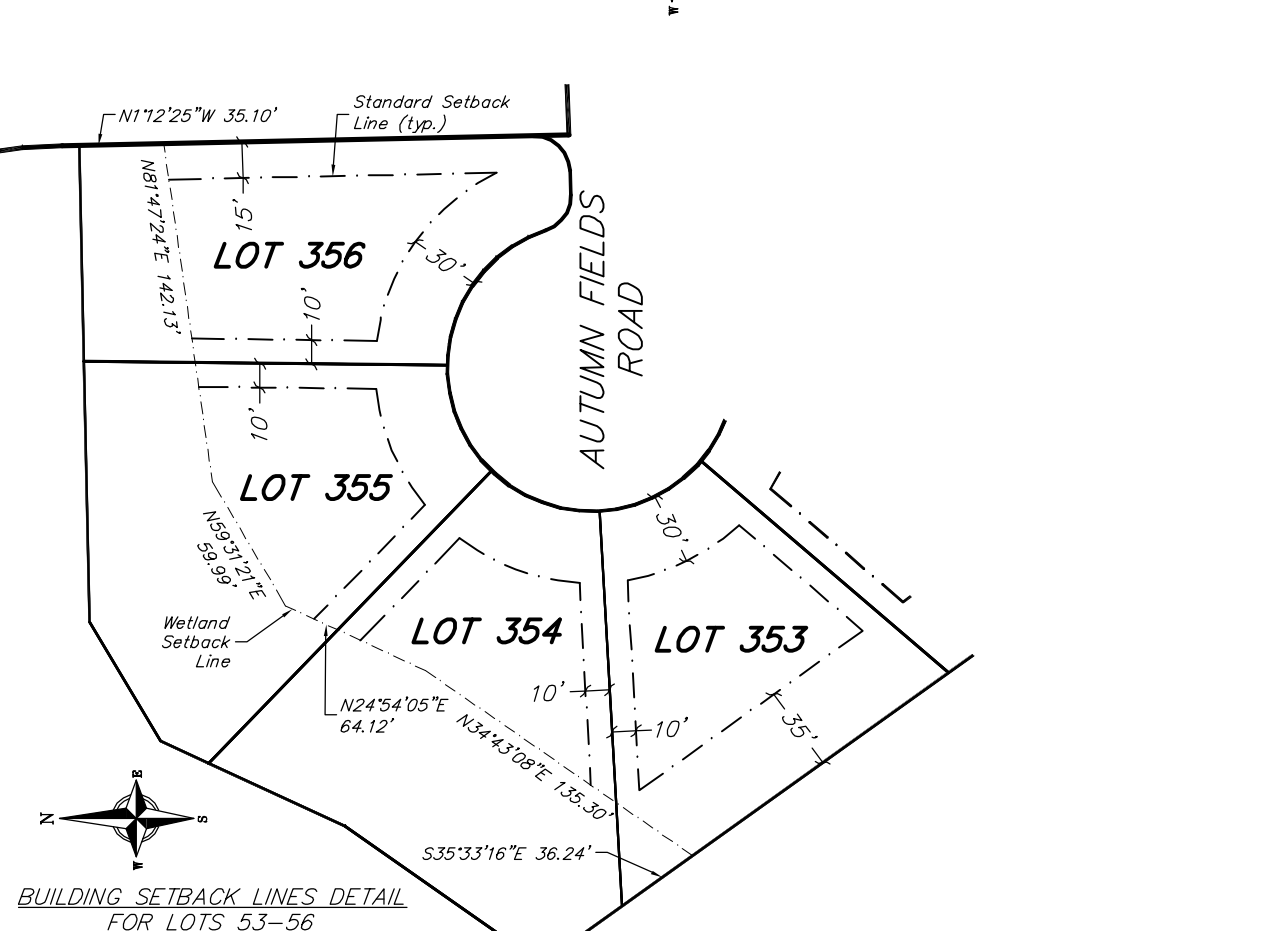 W
N1°12'25"W 35.10'
Standard Setback
Line (typ.)
N81°47'24"E 142.13'
15'
LOT 356
30'
10'
AUTUMN FIELDS
ROAD
10'
LOT 355
N59°31'21"E
59.99'
Wetland
Setback
Line
30'
LOT 354
LOT 353
10'
10'
35'
N24°54'05"E
64.12'
N34°43'08"E 135.30'
S35°33'16"E 36.24'
E
N
S
W
BUILDING SETBACK LINES DETAIL
FOR LOTS 53-56